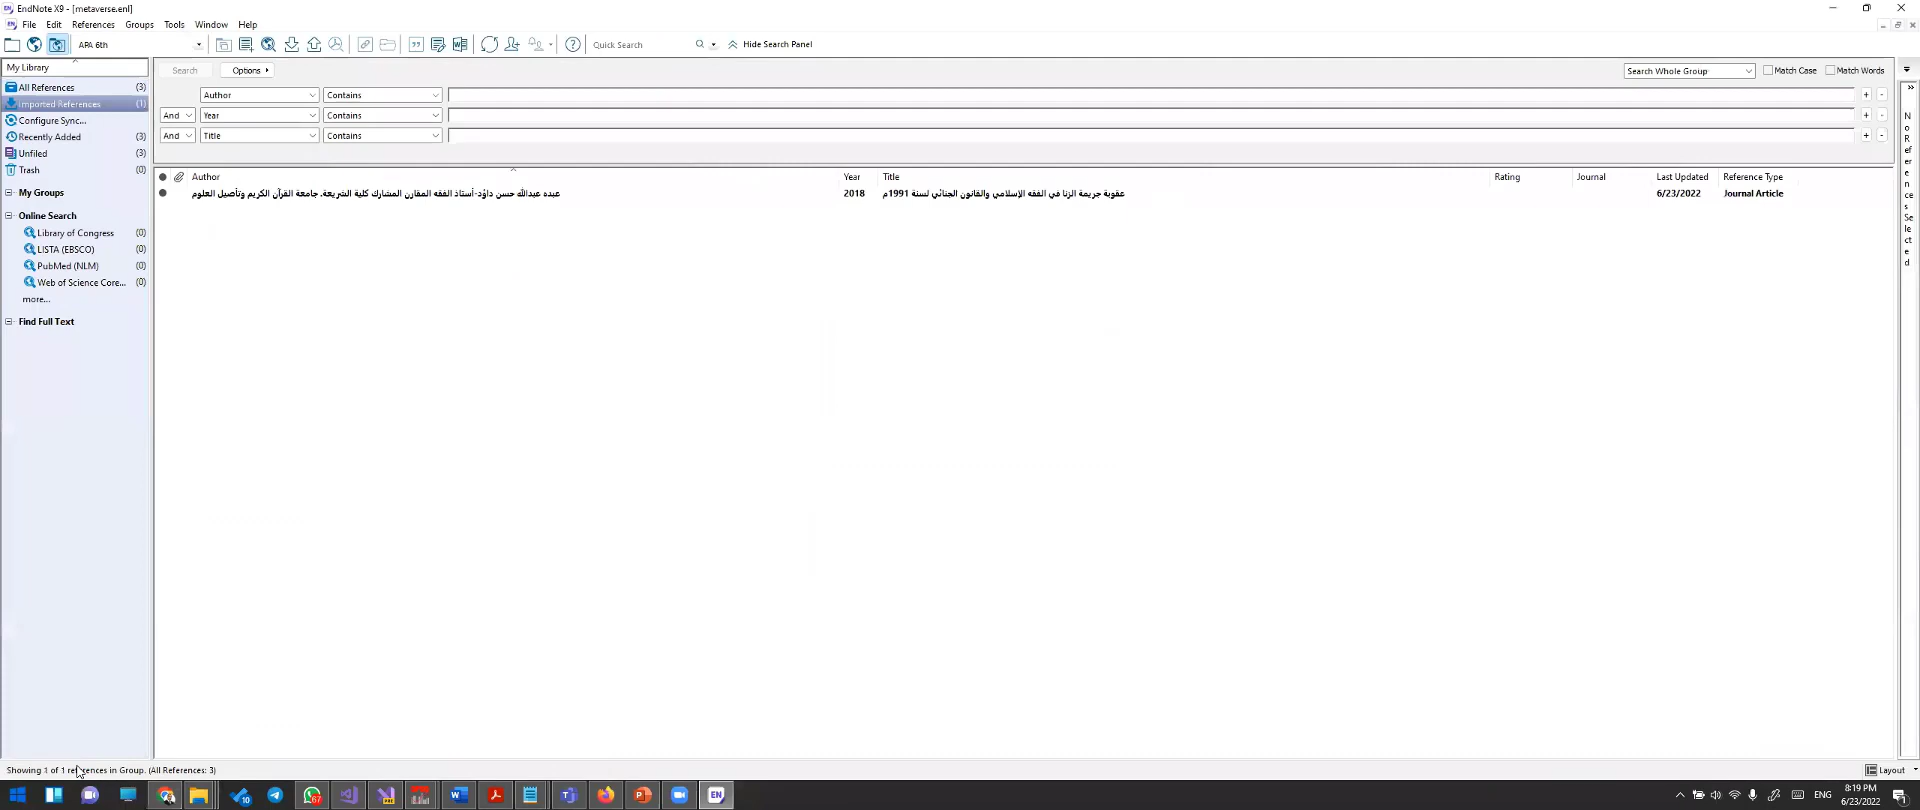 EndNote X9 - [metaverse.enl]
File Edit References Groups Tools Window Help
APA 6th Quick Search Hide Search Panel
My Library
All References (3)
Imported References (1)
Configure Sync...
Recently Added (3)
Unfiled (3)
Trash (0)
My Groups
Online Search
Library of Congress (0)
LISTA (EBSCO) (0)
PubMed (NLM) (0)
Web of Science Core... (0)
more...
Find Full Text
Search Options Search Whole Group Match Case Match Words
Author Contains
And Year Contains
And Title Contains
Author Year Title Rating Journal Last Updated Reference Type
عبده عبدالله حسن داؤد-أستاذ الفقه المقارن المشارك كلية الشريعة, جامعة القرآن الكريم وتأصيل العلوم 2018 عقوبة جريمة الزنا في الفقه الإسلامي والقانون الجنائي لسنة 1991م 6/23/2022 Journal Article
No References Selected
Showing 1 of 1 references in Group. (All References: 3)
Layout
ENG
8:19 PM
6/23/2022